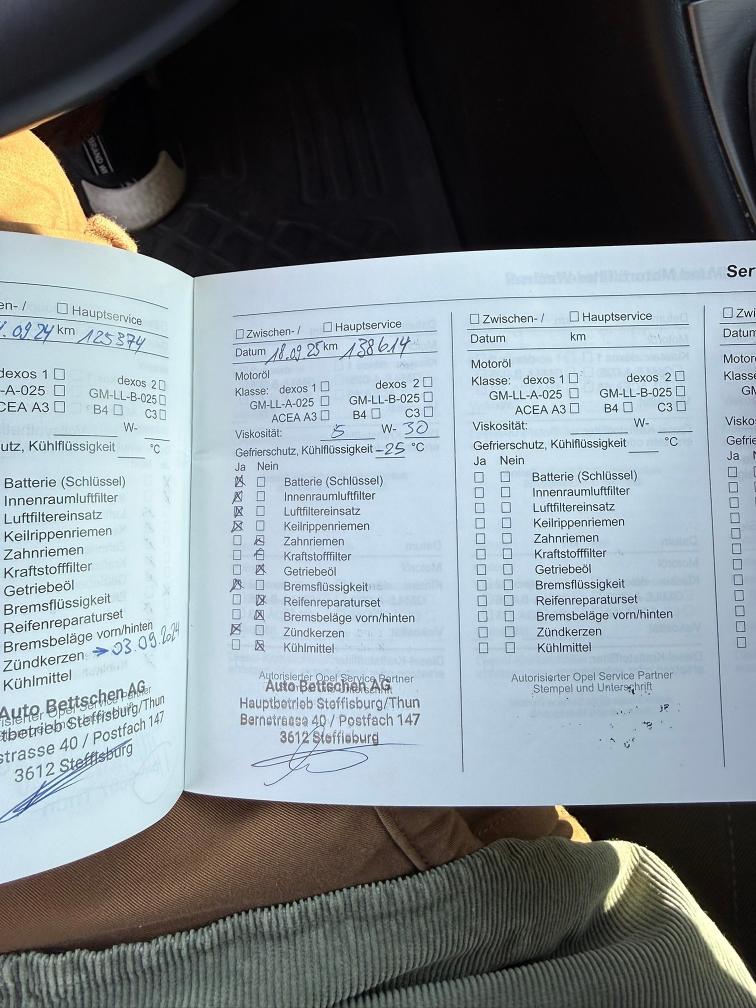 Ser
en- / ☐ Hauptservice
.09.24 km 125374
dexos 1 ☐ dexos 2 ☐
-A-025 ☐ GM-LL-B-025 ☐
ACEA A3 ☐ B4 ☐ C3 ☐
W-
utz, Kühlflüssigkeit °C
Batterie (Schlüssel)
Innenraumluftfilter
Luftfiltereinsatz
Keilrippenriemen
Zahnriemen
Kraftstofffilter
Getriebeöl
Bremsflüssigkeit
Reifenreparaturset
Bremsbeläge vorn/hinten
Zündkerzen → 03.09.2024
Kühlmittel
Auto Bettschen AG
tbetrieb Steffisburg/Thun
strasse 40 / Postfach 147
3612 Steffisburg
☐ Zwischen- / ☐ Hauptservice
Datum 18.09.25 km 138614
Motoröl
Klasse: dexos 1 ☐ dexos 2 ☐
GM-LL-A-025 ☐ GM-LL-B-025 ☐
ACEA A3 ☐ B4 ☐ C3 ☐
Viskosität: 5 W- 30
Gefrierschutz, Kühlflüssigkeit -25 °C
Ja Nein
☒ ☐ Batterie (Schlüssel)
☒ ☐ Innenraumluftfilter
☒ ☐ Luftfiltereinsatz
☒ ☐ Keilrippenriemen
☐ ☒ Zahnriemen
☐ ☒ Kraftstofffilter
☐ ☒ Getriebeöl
☒ ☐ Bremsflüssigkeit
☐ ☒ Reifenreparaturset
☐ ☒ Bremsbeläge vorn/hinten
☒ ☐ Zündkerzen
☐ ☒ Kühlmittel
Autorisierter Opel Service Partner
Auto Bettschen AG
Hauptbetrieb Steffisburg/Thun
Bernstrasse 40 / Postfach 147
3612 Steffisburg
☐ Zwischen- / ☐ Hauptservice
Datum km
Motoröl
Klasse: dexos 1 ☐ dexos 2 ☐
GM-LL-A-025 ☐ GM-LL-B-025 ☐
ACEA A3 ☐ B4 ☐ C3 ☐
Viskosität: W-
Gefrierschutz, Kühlflüssigkeit °C
Ja Nein
☐ ☐ Batterie (Schlüssel)
☐ ☐ Innenraumluftfilter
☐ ☐ Luftfiltereinsatz
☐ ☐ Keilrippenriemen
☐ ☐ Zahnriemen
☐ ☐ Kraftstofffilter
☐ ☐ Getriebeöl
☐ ☐ Bremsflüssigkeit
☐ ☐ Reifenreparaturset
☐ ☐ Bremsbeläge vorn/hinten
☐ ☐ Zündkerzen
☐ ☐ Kühlmittel
Autorisierter Opel Service Partner
Stempel und Unterschrift
☐ Zwi
Datum
Motorö
Klasse
GM
Viskos
Gefrie
Ja N